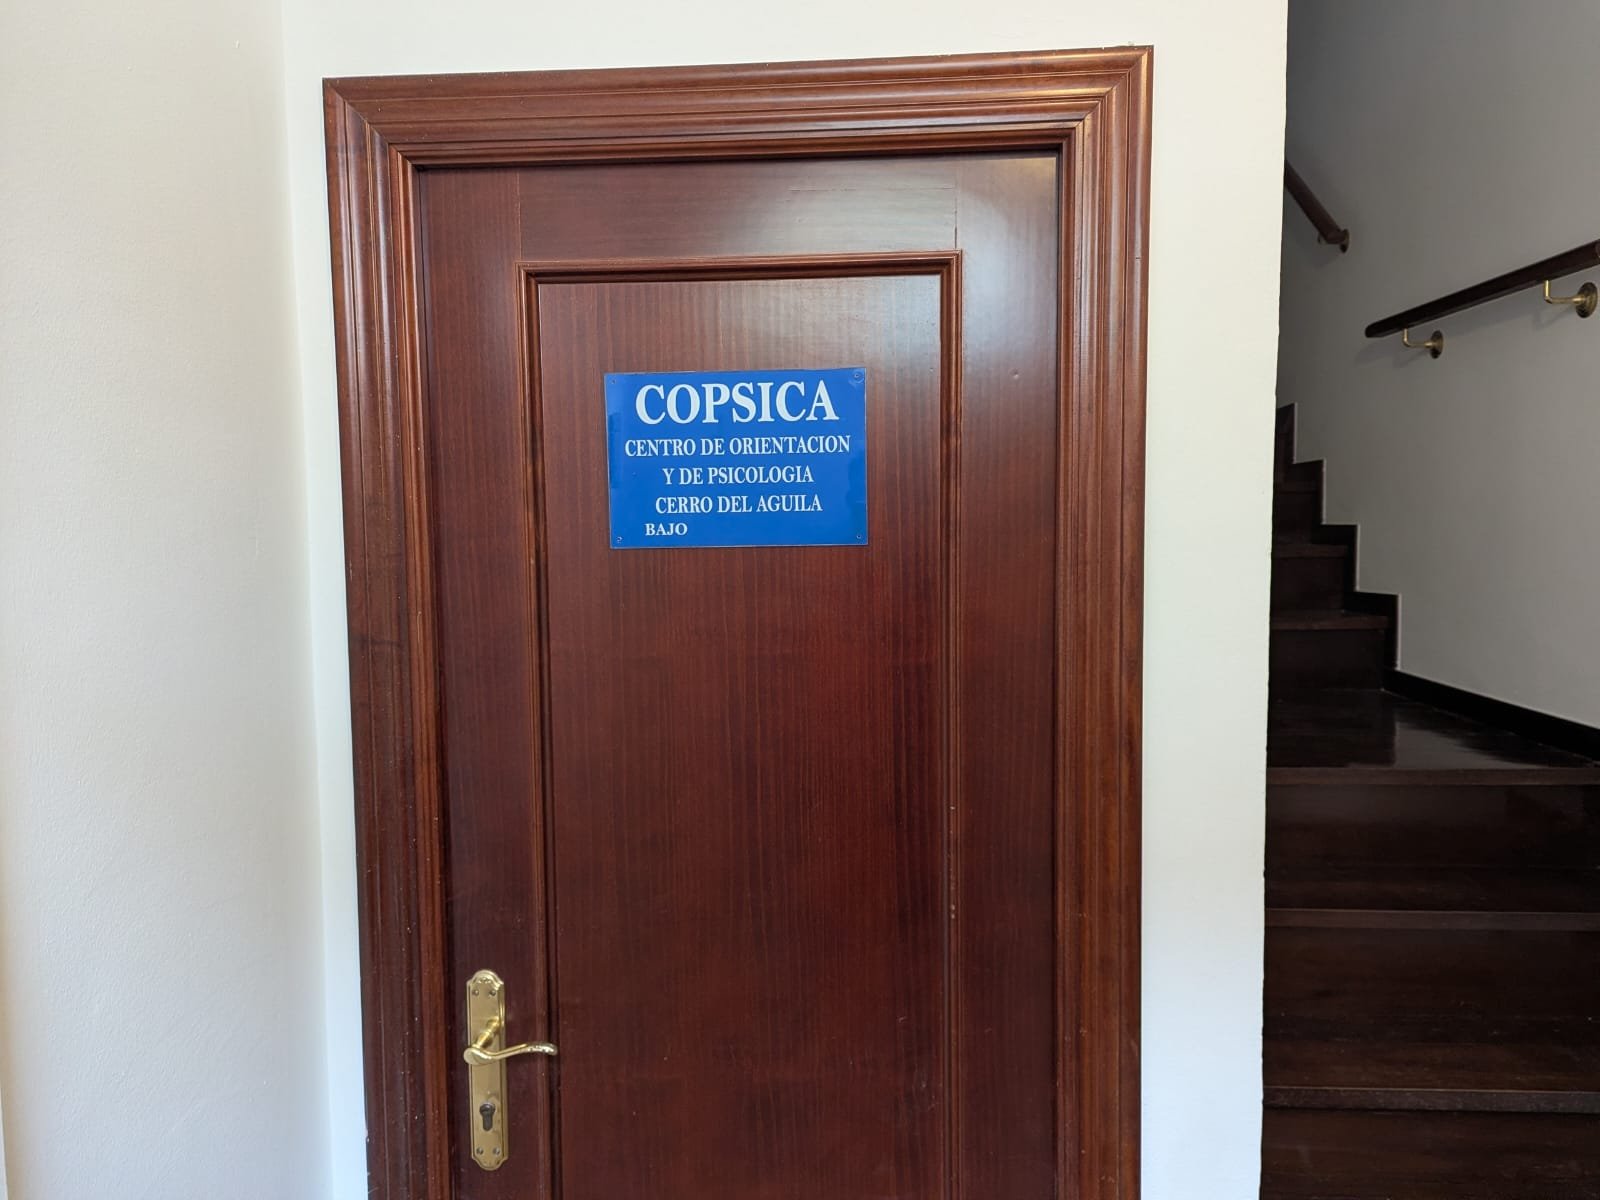 COPSICA
CENTRO DE ORIENTACION
Y DE PSICOLOGIA
CERRO DEL AGUILA
BAJO